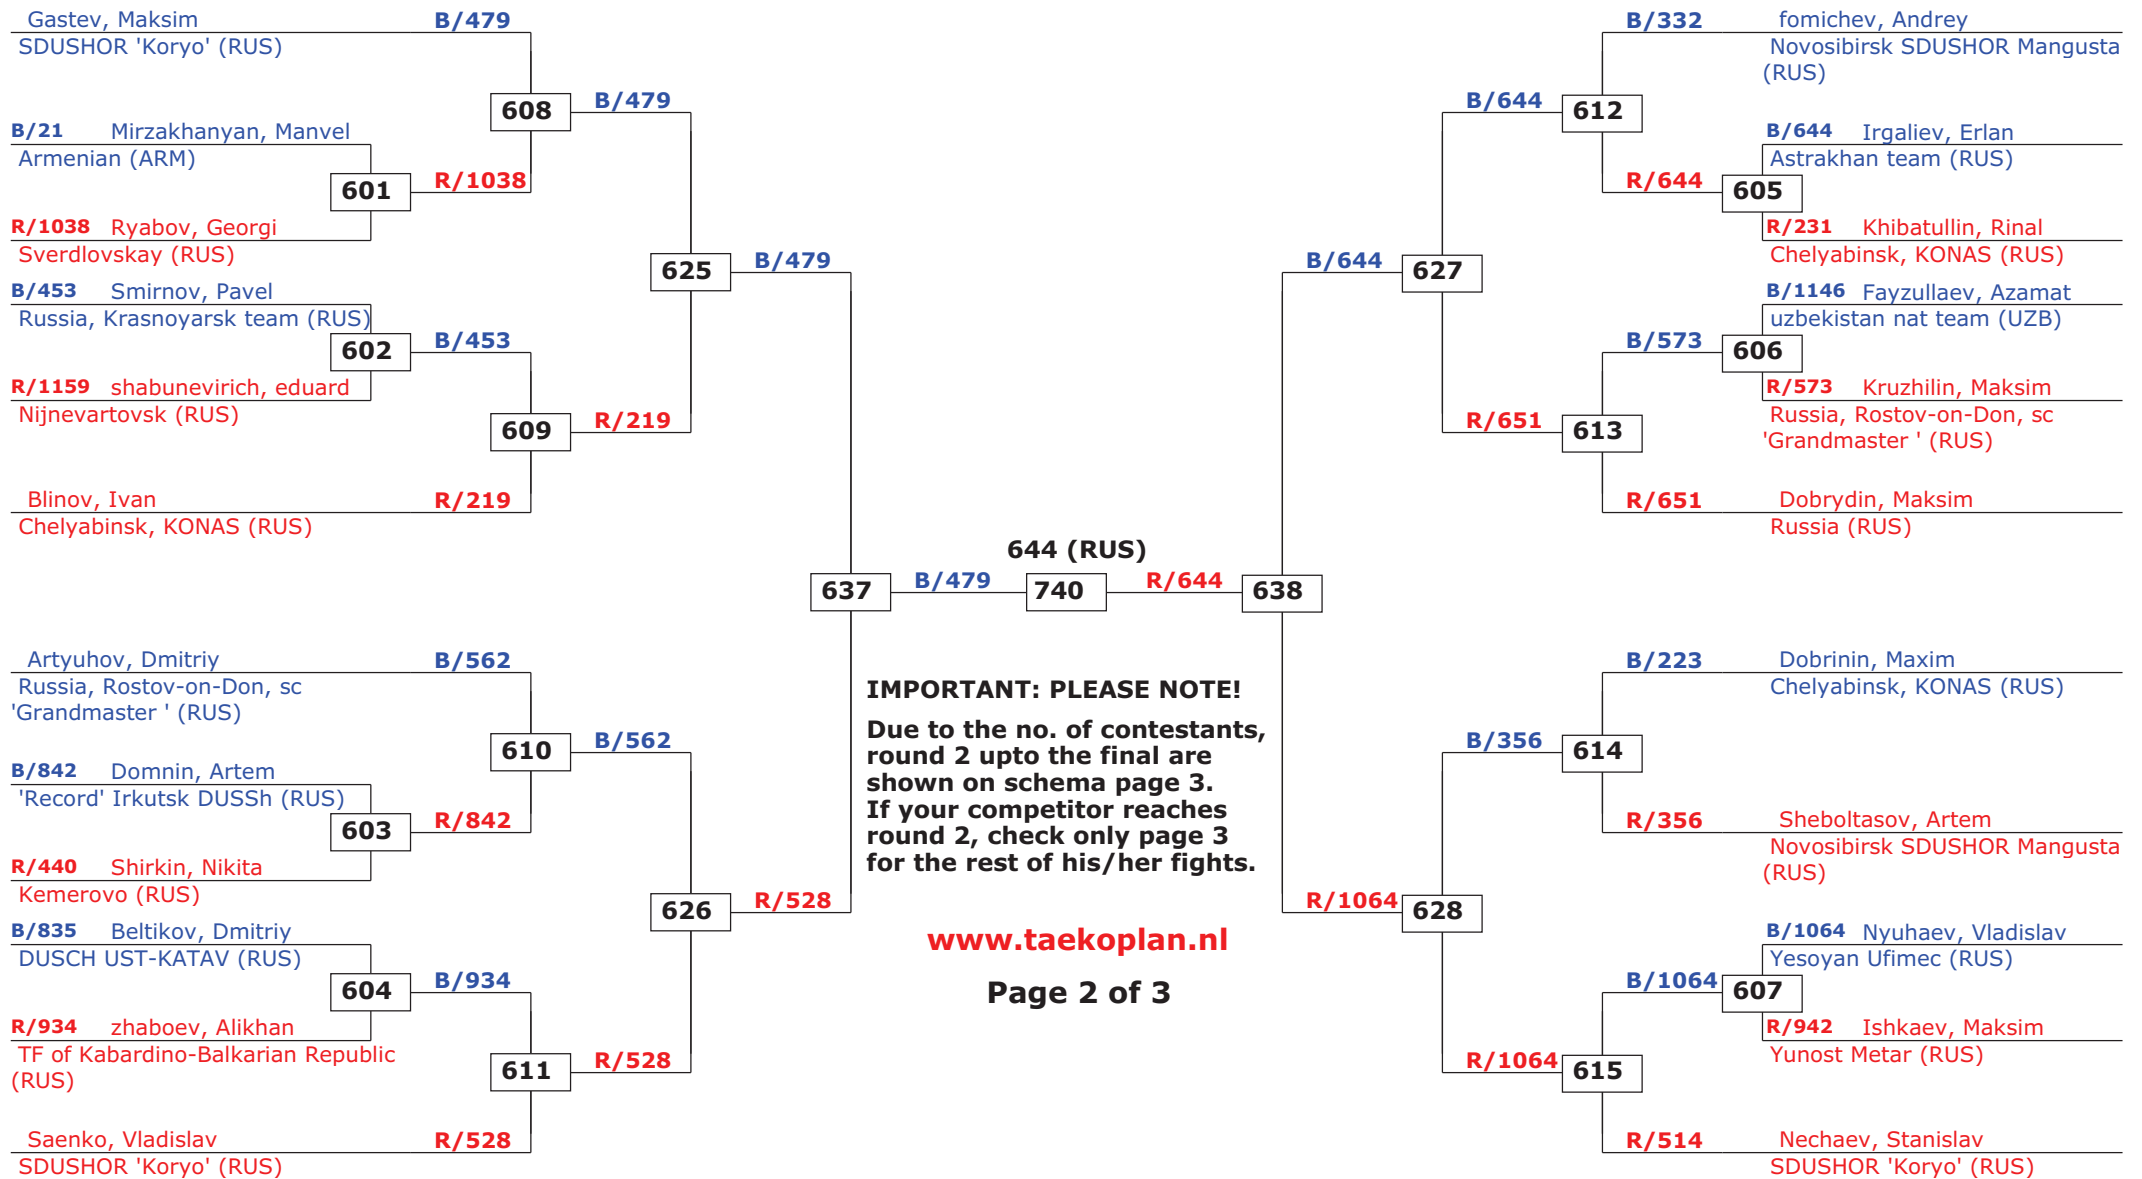 Gastev, Maksim B/479
SDUSHOR 'Koryo' (RUS)
608
B/479
B/21 Mirzakhanyan, Manvel
Armenian (ARM)
601
R/1038
R/1038 Ryabov, Georgi
Sverdlovskay (RUS)
625
B/479
B/453 Smirnov, Pavel
Russia, Krasnoyarsk team (RUS)
602
B/453
R/1159 shabunevirich, eduard
Nijnevartovsk (RUS)
609
R/219
Blinov, Ivan R/219
Chelyabinsk, KONAS (RUS)
637
B/479
Artyuhov, Dmitriy B/562
Russia, Rostov-on-Don, sc
'Grandmaster ' (RUS)
610
B/562
B/842 Domnin, Artem
'Record' Irkutsk DUSSh (RUS)
603
R/842
R/440 Shirkin, Nikita
Kemerovo (RUS)
626
R/528
B/835 Beltikov, Dmitriy
DUSCH UST-KATAV (RUS)
604
B/934
R/934 zhaboev, Alikhan
TF of Kabardino-Balkarian Republic
(RUS)
611
R/528
Saenko, Vladislav R/528
SDUSHOR 'Koryo' (RUS)
644 (RUS)
740
IMPORTANT: PLEASE NOTE!
Due to the no. of contestants,
round 2 upto the final are
shown on schema page 3.
If your competitor reaches
round 2, check only page 3
for the rest of his/her fights.
www.taekoplan.nl
Page 2 of 3
B/332 fomichev, Andrey
Novosibirsk SDUSHOR Mangusta
(RUS)
B/644
612
B/644 Irgaliev, Erlan
Astrakhan team (RUS)
R/644
605
R/231 Khibatullin, Rinal
Chelyabinsk, KONAS (RUS)
B/644
627
B/1146 Fayzullaev, Azamat
uzbekistan nat team (UZB)
B/573
606
R/573 Kruzhilin, Maksim
Russia, Rostov-on-Don, sc
'Grandmaster ' (RUS)
R/651
613
R/651 Dobrydin, Maksim
Russia (RUS)
R/644
638
B/223 Dobrinin, Maxim
Chelyabinsk, KONAS (RUS)
B/356
614
R/356 Sheboltasov, Artem
Novosibirsk SDUSHOR Mangusta
(RUS)
R/1064
628
B/1064 Nyuhaev, Vladislav
Yesoyan Ufimec (RUS)
B/1064
607
R/942 Ishkaev, Maksim
Yunost Metar (RUS)
R/1064
615
R/514 Nechaev, Stanislav
SDUSHOR 'Koryo' (RUS)